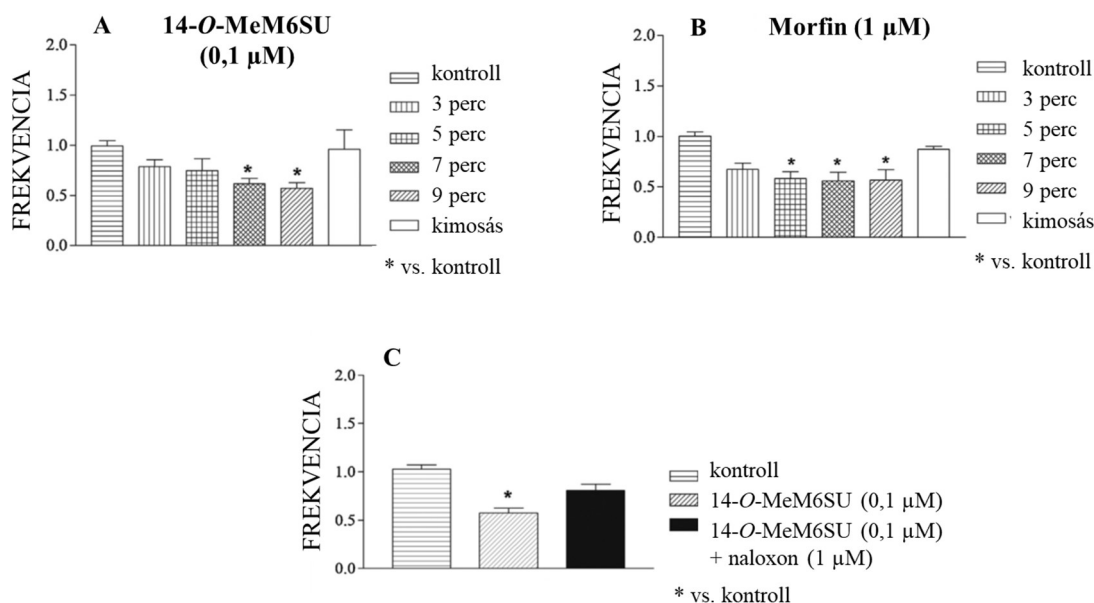 A
14-O-MeM6SU
(0,1 µM)
FREKVENCIA
2.0
1.5
1.0
0.5
0.0
*
*
kontroll
3 perc
5 perc
7 perc
9 perc
kimosás
* vs. kontroll
B
Morfin (1 µM)
FREKVENCIA
2.0
1.5
1.0
0.5
0.0
*
*
*
kontroll
3 perc
5 perc
7 perc
9 perc
kimosás
* vs. kontroll
C
FREKVENCIA
2.0
1.5
1.0
0.5
0.0
*
kontroll
14-O-MeM6SU (0,1 µM)
14-O-MeM6SU (0,1 µM)
+ naloxon (1 µM)
* vs. kontroll